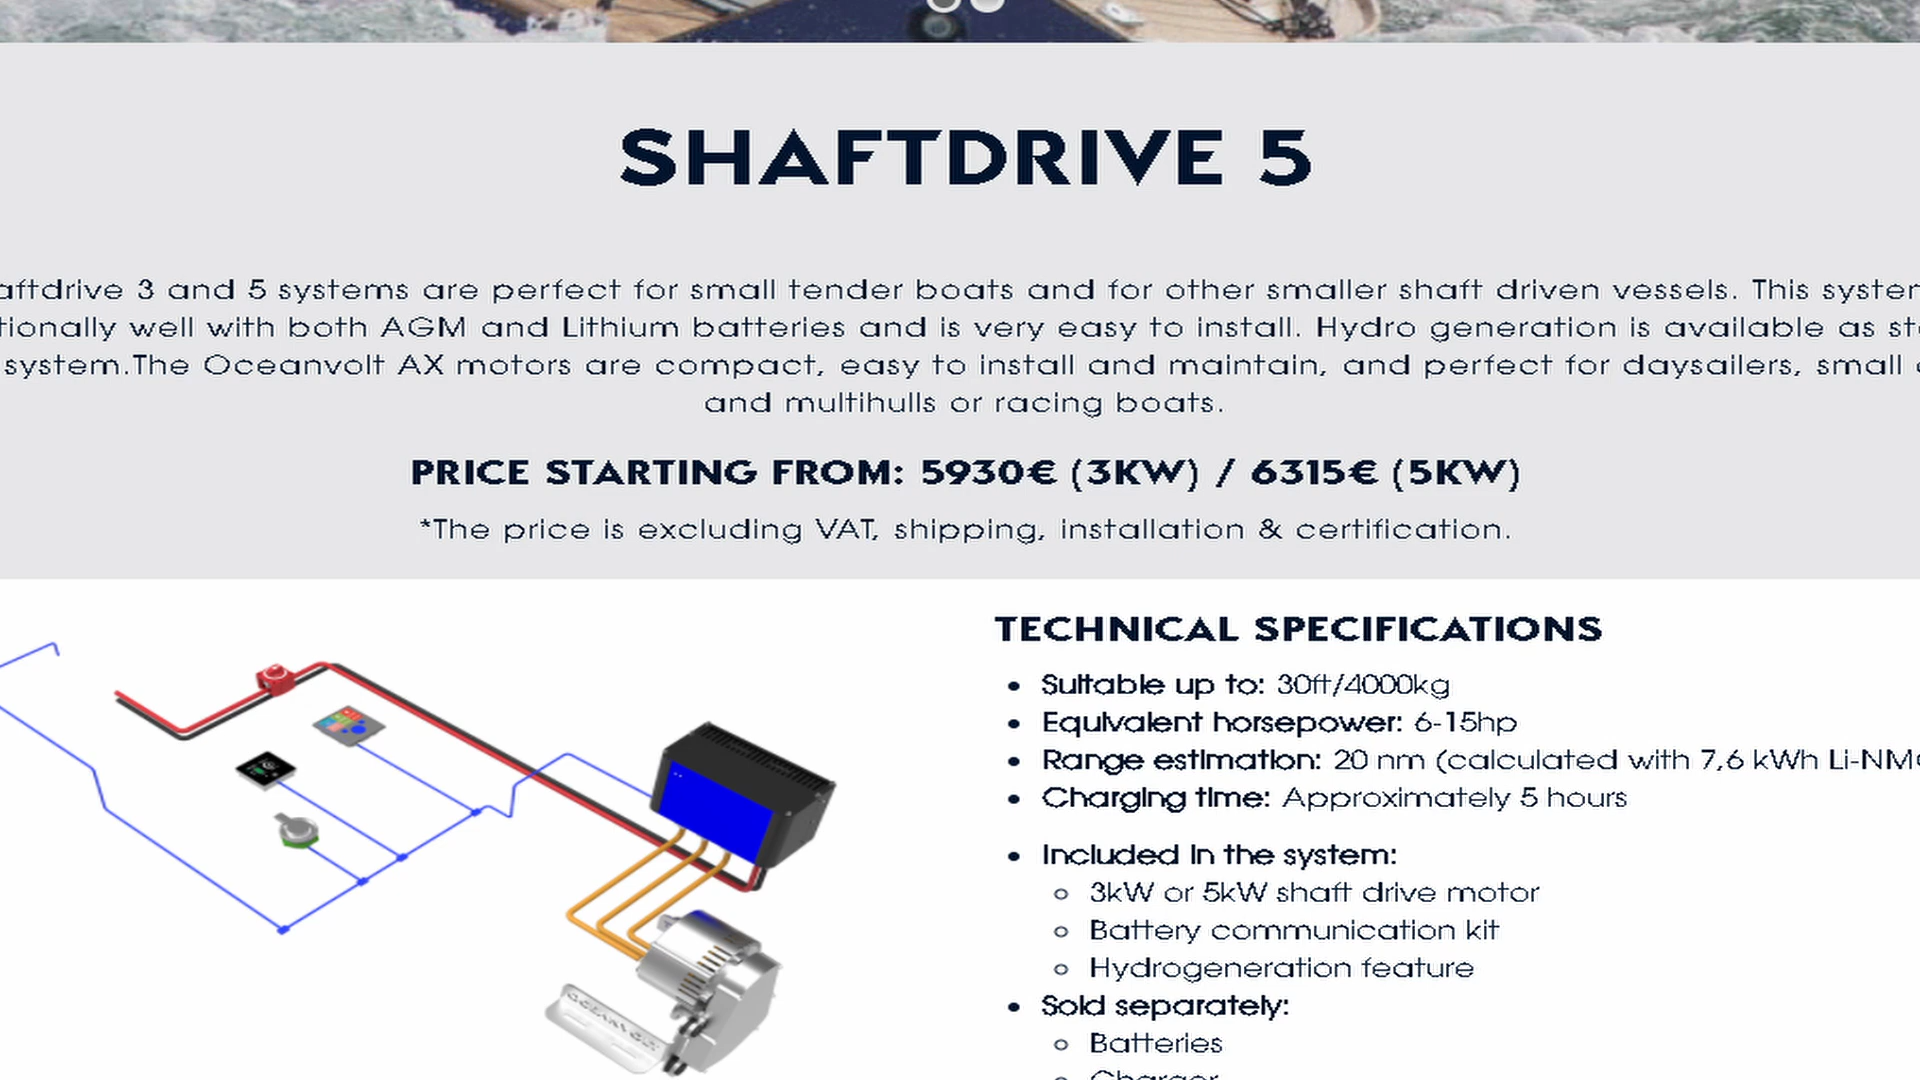 SHAFTDRIVE 5
aftdrive 3 and 5 systems are perfect for small tender boats and for other smaller shaft driven vessels. This system
tionally well with both AGM and Lithium batteries and is very easy to install. Hydro generation is available as
system.The Oceanvolt AX motors are compact, easy to install and maintain, and perfect for daysailers, small
and multihulls or racing boats.
PRICE STARTING FROM: 5930€ (3KW) / 6315€ (5KW)
*The price is excluding VAT, shipping, installation & certification.
TECHNICAL SPECIFICATIONS
• Suitable up to: 30ft/4000kg
• Equivalent horsepower: 6-15hp
• Range estimation: 20 nm (calculated with 7,6 kWh Li-NMC
• Charging time: Approximately 5 hours
• Included in the system:
3kW or 5kW shaft drive motor
Battery communication kit
Hydrogeneration feature
• Sold separately:
Batteries
Charger
OCEANVOLT